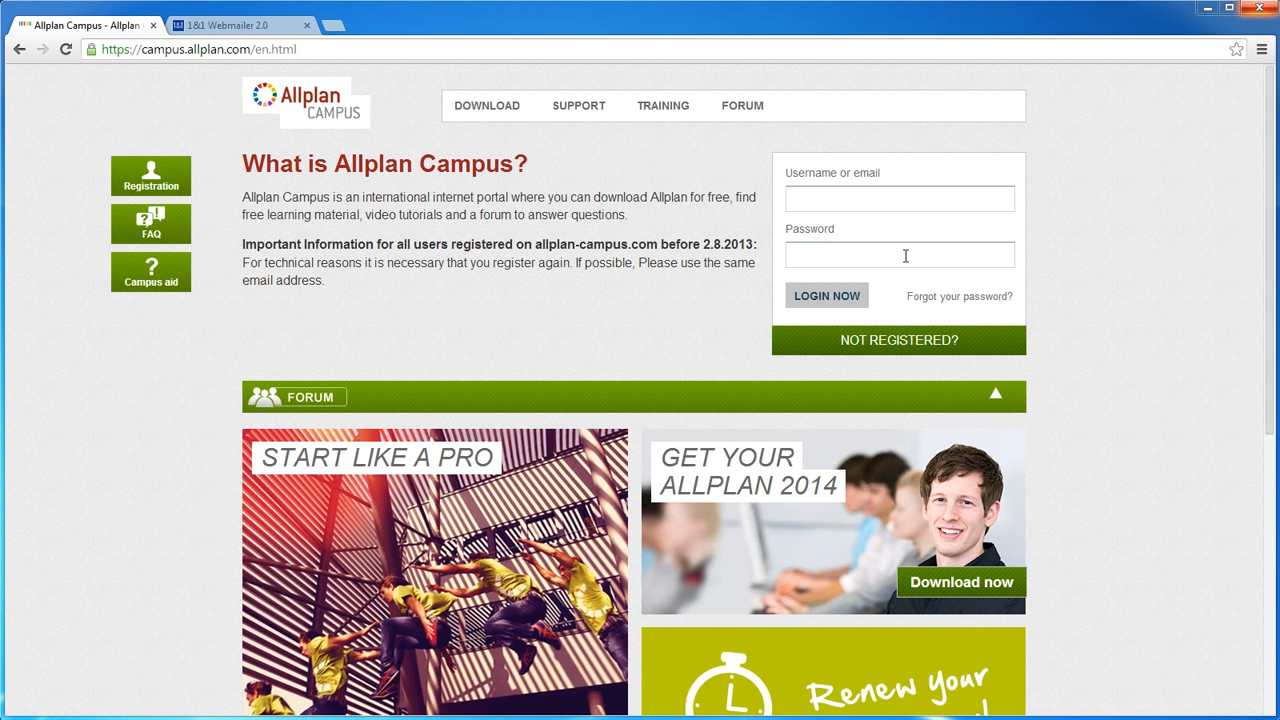 Allplan Campus - Allplan
1&1 Webmailer 2.0
https://campus.allplan.com/en.html
Allplan
CAMPUS
DOWNLOAD
SUPPORT
TRAINING
FORUM
Registration
FAQ
Campus aid
What is Allplan Campus?
Allplan Campus is an international internet portal where you can download Allplan for free, find
free learning material, video tutorials and a forum to answer questions.
Important Information for all users registered on allplan-campus.com before 2.8.2013:
For technical reasons it is necessary that you register again. If possible, Please use the same
email address.
Username or email
Password
LOGIN NOW
Forgot your password?
NOT REGISTERED?
FORUM
START LIKE A PRO
GET YOUR
ALLPLAN 2014
Download now
Renew your